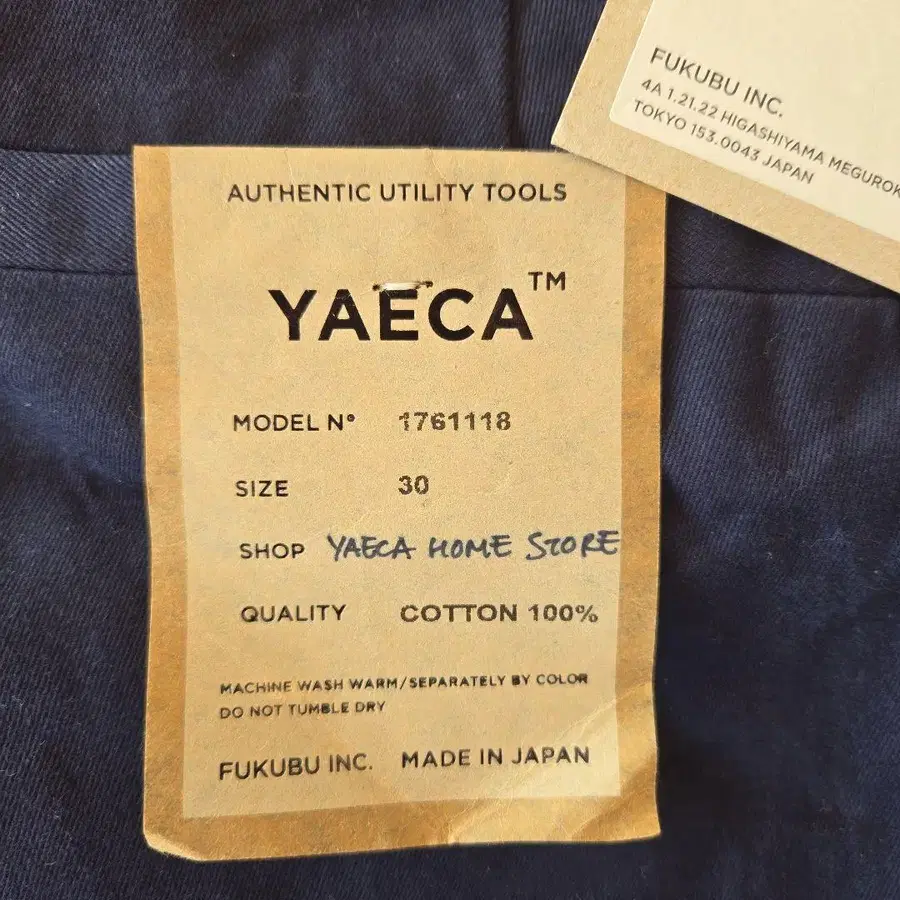 FUKUBU INC.
4A 1.21.22 HIGASHIYAMA MEGUROK
TOKYO 153.0043 JAPAN
AUTHENTIC UTILITY TOOLS
YAECA™
MODEL N° 1761118
SIZE 30
SHOP YAECA HOME STORE
QUALITY COTTON 100%
MACHINE WASH WARM/SEPARATELY BY COLOR
DO NOT TUMBLE DRY
FUKUBU INC. MADE IN JAPAN